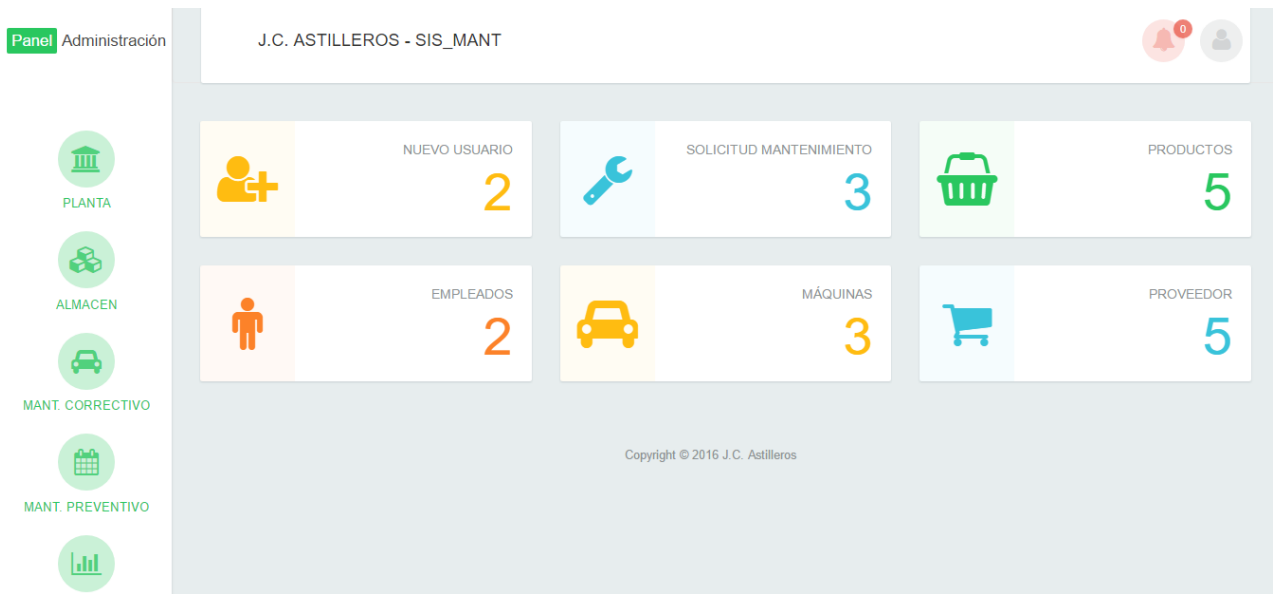 Panel Administración
J.C. ASTILLEROS - SIS_MANT
0
PLANTA
ALMACEN
MANT. CORRECTIVO
MANT. PREVENTIVO
NUEVO USUARIO
2
SOLICITUD MANTENIMIENTO
3
PRODUCTOS
5
EMPLEADOS
2
MÁQUINAS
3
PROVEEDOR
5
Copyright © 2016 J.C. Astilleros